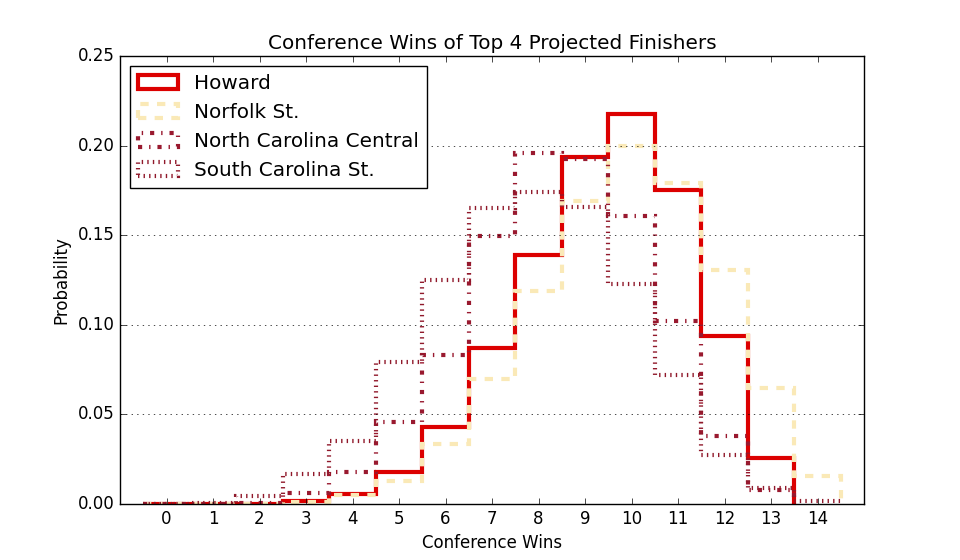 Conference Wins of Top 4 Projected Finishers
0.25
0.20
0.15
0.10
0.05
0.00
Probability
Howard
Norfolk St.
North Carolina Central
South Carolina St.
0 1 2 3 4 5 6 7 8 9 10 11 12 13 14
Conference Wins